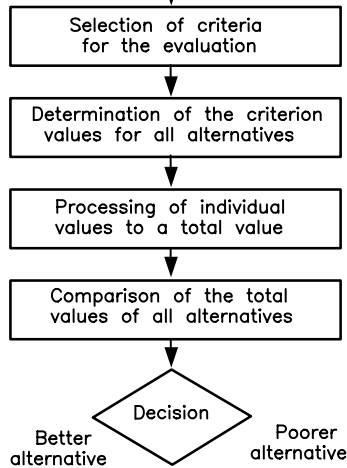 Selection of criteria
for the evaluation
Determination of the criterion
values for all alternatives
Processing of individual
values to a total value
Comparison of the total
values of all alternatives
Decision
Better
alternative
Poorer
alternative